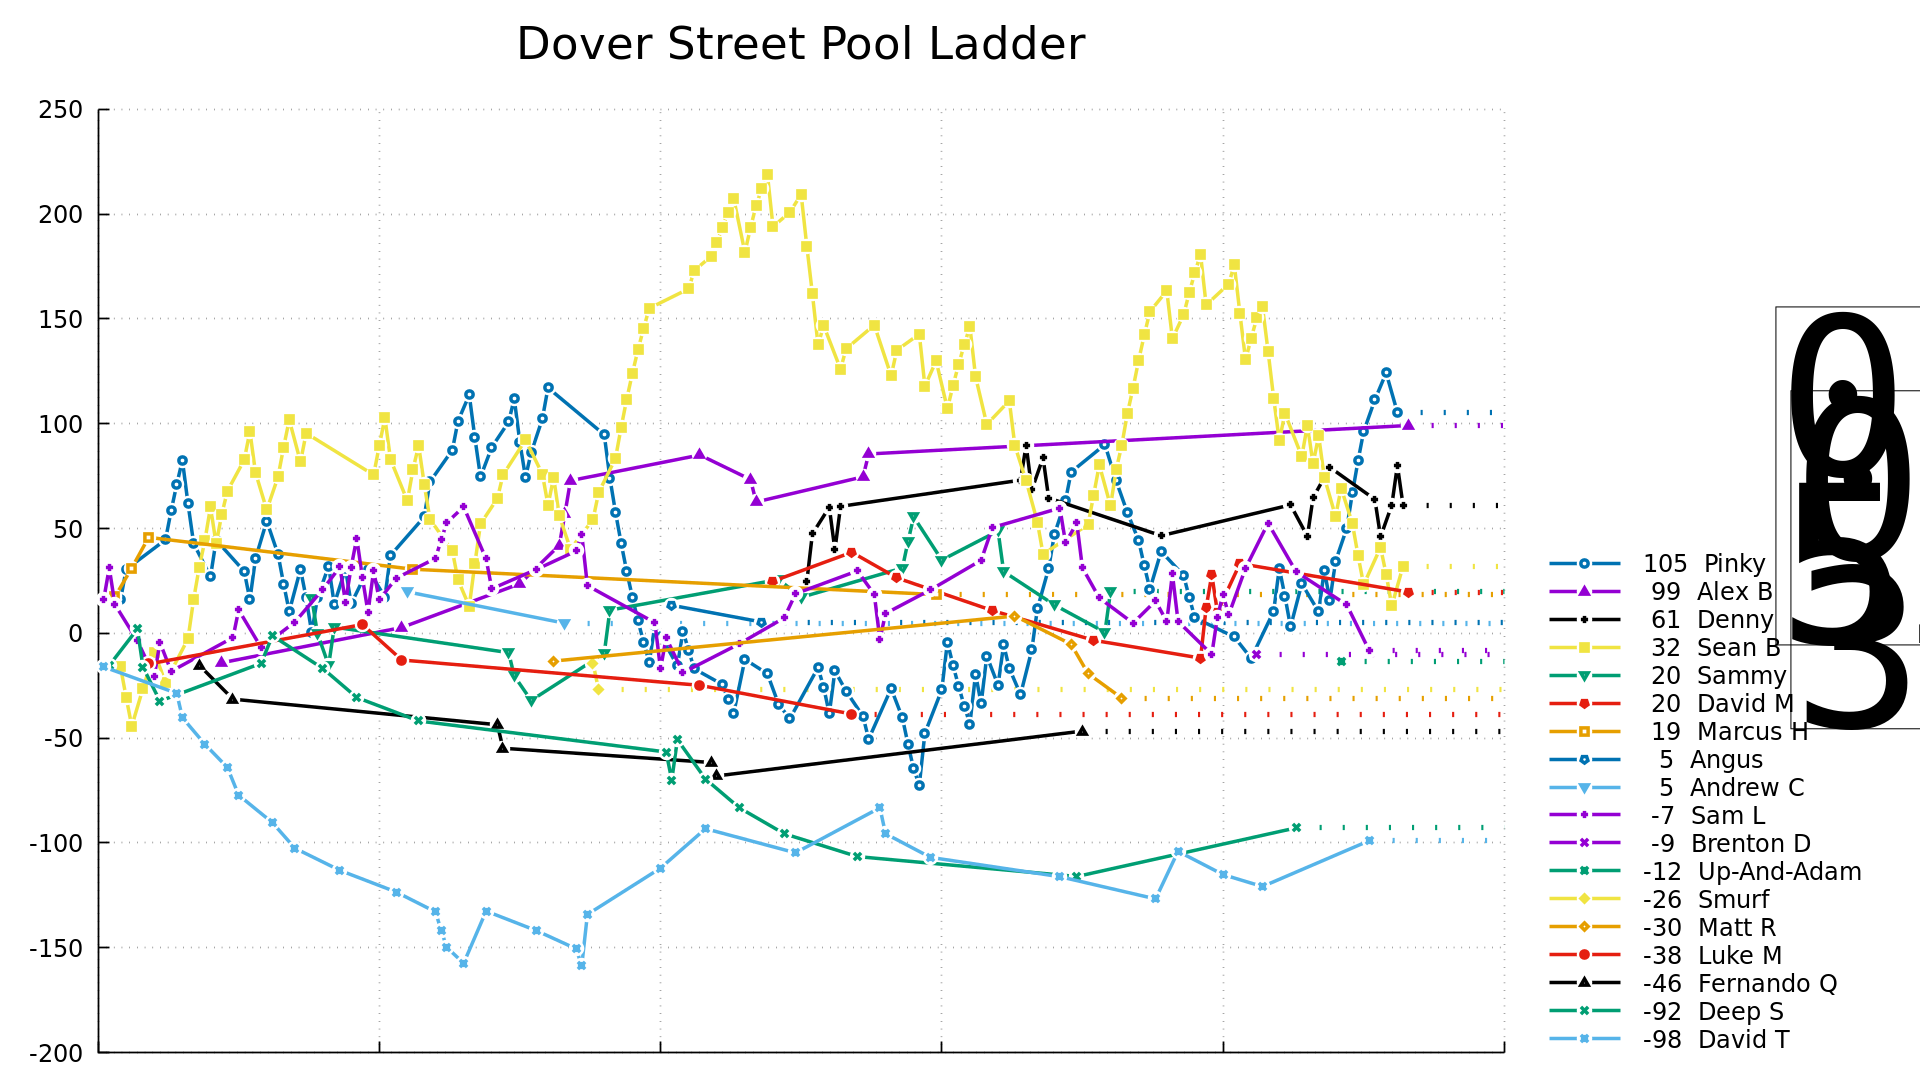 Dover Street Pool Ladder
250
200
150
100
50
0
-50
-100
-150
-200
105 Pinky
99 Alex B
61 Denny
32 Sean B
20 Sammy
20 David M
19 Marcus H
5 Angus
5 Andrew C
-7 Sam L
-9 Brenton D
-12 Up-And-Adam
-26 Smurf
-30 Matt R
-38 Luke M
-46 Fernando Q
-92 Deep S
-98 David T